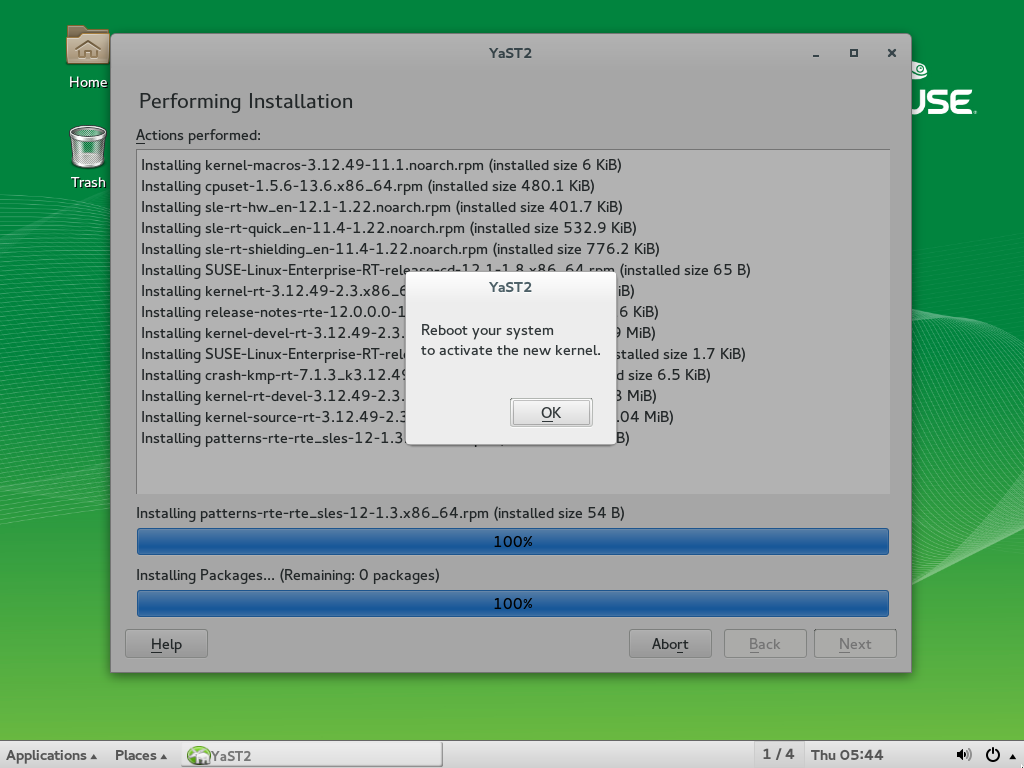 Home
Trash
YaST2
USE
Performing Installation
Actions performed:
Installing kernel-macros-3.12.49-11.1.noarch.rpm (installed size 6 KiB)
Installing cpuset-1.5.6-13.6.x86_64.rpm (installed size 480.1 KiB)
Installing sle-rt-hw_en-12.1-1.22.noarch.rpm (installed size 401.7 KiB)
Installing sle-rt-quick_en-11.4-1.22.noarch.rpm (installed size 532.9 KiB)
Installing sle-rt-shielding_en-11.4-1.22.noarch.rpm (installed size 776.2 KiB)
Installing SUSE-Linux-Enterprise-RT-release-cd-12.1-1.8.x86_64.rpm (installed size 65 B)
Installing kernel-rt-3.12.49-2.3.x86_6 iB)
Installing release-notes-rte-12.0.0.0-1 6 KiB)
Installing kernel-devel-rt-3.12.49-2.3. 9 MiB)
Installing SUSE-Linux-Enterprise-RT-rel stalled size 1.7 KiB)
Installing crash-kmp-rt-7.1.3_k3.12.49 d size 6.5 KiB)
Installing kernel-rt-devel-3.12.49-2.3. 3 MiB)
Installing kernel-source-rt-3.12.49-2.3 .04 MiB)
Installing patterns-rte-rte_sles-12-1.3 B)
YaST2
Reboot your system
to activate the new kernel.
OK
Installing patterns-rte-rte_sles-12-1.3.x86_64.rpm (installed size 54 B)
100%
Installing Packages... (Remaining: 0 packages)
100%
Help Abort Back Next
Applications Places YaST2 1 / 4 Thu 05:44